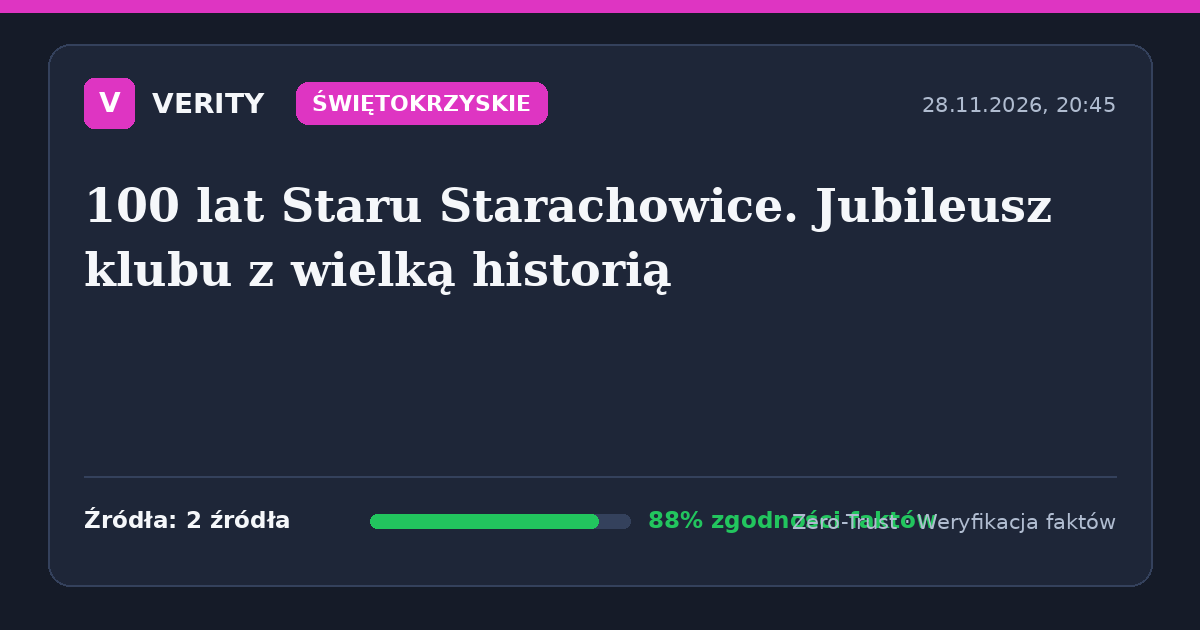 V VERITY ŚWIĘTOKRZYSKIE 28.11.2026, 20:45
100 lat Staru Starachowice. Jubileusz
klubu z wielką historią
Źródła: 2 źródła 88% zgodności faktów Zero-Trust · Weryfikacja faktów